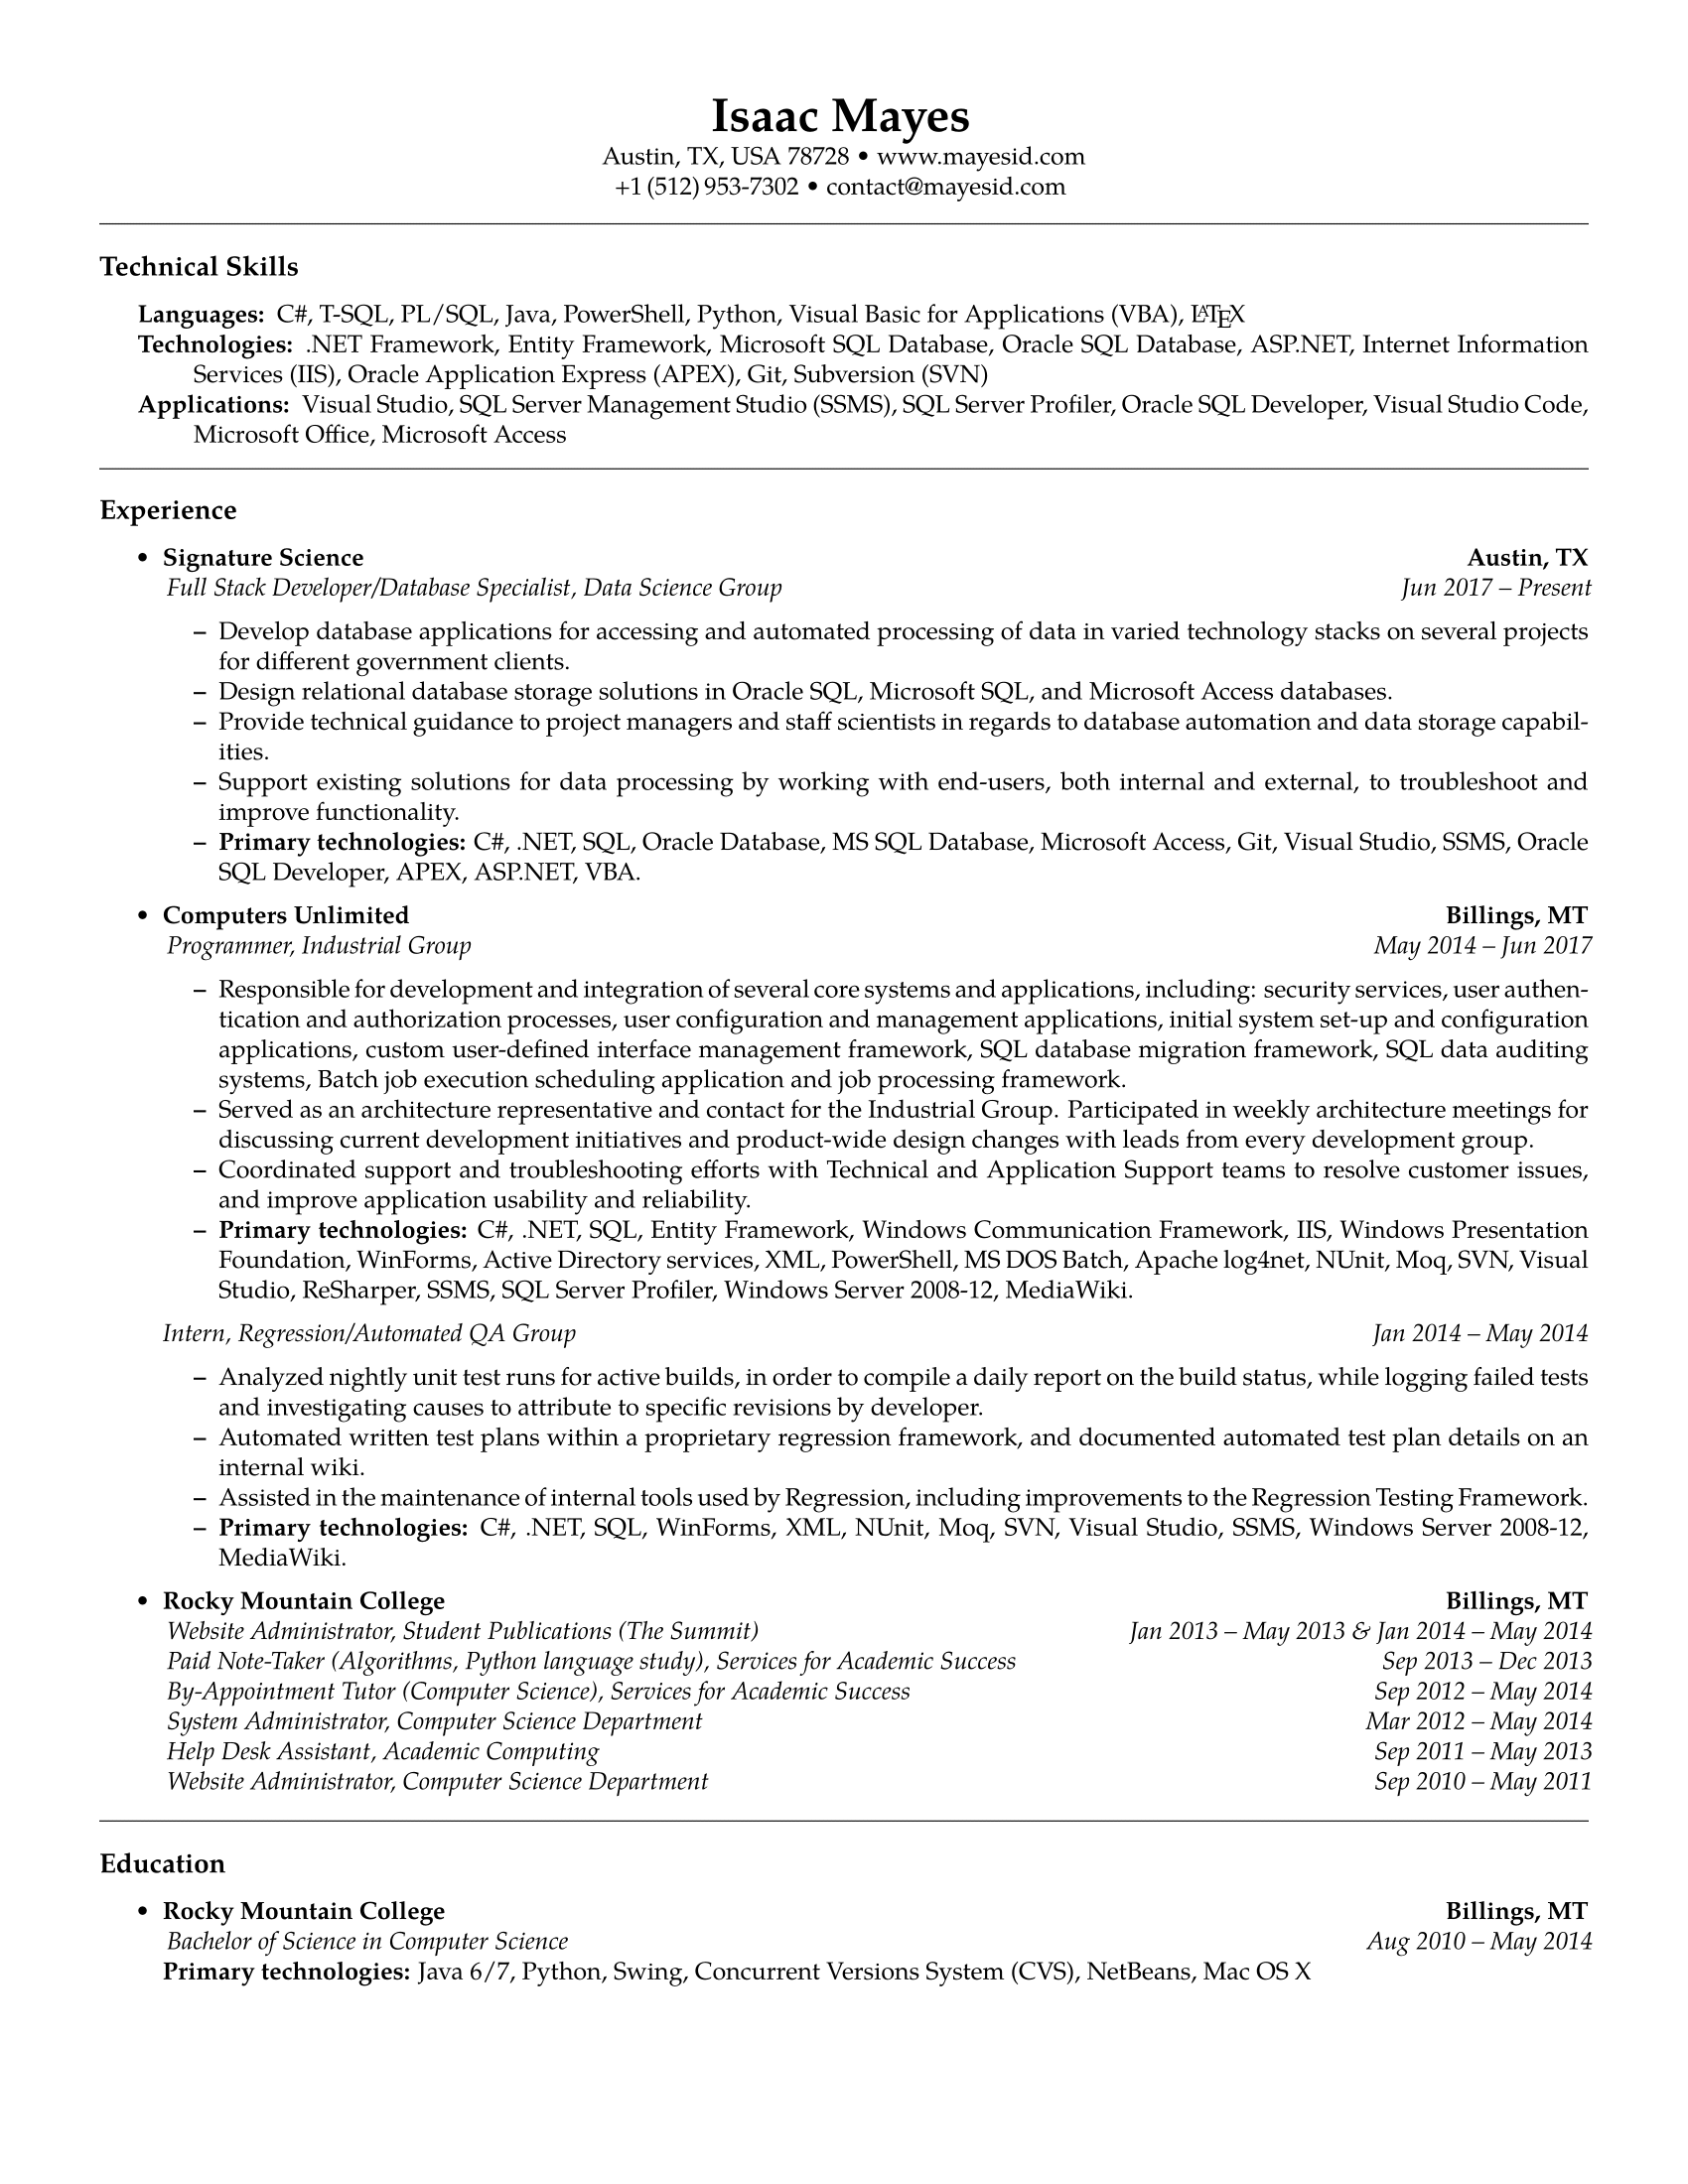 Isaac Mayes
Austin, TX, USA 78728 • www.mayesid.com
+1 (512) 953-7302 • contact@mayesid.com
Technical Skills
Languages: C#, T-SQL, PL/SQL, Java, PowerShell, Python, Visual Basic for Applications (VBA), LATEX
Technologies: .NET Framework, Entity Framework, Microsoft SQL Database, Oracle SQL Database, ASP.NET, Internet Information
Services (IIS), Oracle Application Express (APEX), Git, Subversion (SVN)
Applications: Visual Studio, SQL Server Management Studio (SSMS), SQL Server Profiler, Oracle SQL Developer, Visual Studio Code,
Microsoft Office, Microsoft Access
Experience
• Signature Science Austin, TX
Full Stack Developer/Database Specialist, Data Science Group Jun 2017 – Present
– Develop database applications for accessing and automated processing of data in varied technology stacks on several projects
for different government clients.
– Design relational database storage solutions in Oracle SQL, Microsoft SQL, and Microsoft Access databases.
– Provide technical guidance to project managers and staff scientists in regards to database automation and data storage capabil-
ities.
– Support existing solutions for data processing by working with end-users, both internal and external, to troubleshoot and
improve functionality.
– Primary technologies: C#, .NET, SQL, Oracle Database, MS SQL Database, Microsoft Access, Git, Visual Studio, SSMS, Oracle
SQL Developer, APEX, ASP.NET, VBA.
• Computers Unlimited Billings, MT
Programmer, Industrial Group May 2014 – Jun 2017
– Responsible for development and integration of several core systems and applications, including: security services, user authen-
tication and authorization processes, user configuration and management applications, initial system set-up and configuration
applications, custom user-defined interface management framework, SQL database migration framework, SQL data auditing
systems, Batch job execution scheduling application and job processing framework.
– Served as an architecture representative and contact for the Industrial Group. Participated in weekly architecture meetings for
discussing current development initiatives and product-wide design changes with leads from every development group.
– Coordinated support and troubleshooting efforts with Technical and Application Support teams to resolve customer issues,
and improve application usability and reliability.
– Primary technologies: C#, .NET, SQL, Entity Framework, Windows Communication Framework, IIS, Windows Presentation
Foundation, WinForms, Active Directory services, XML, PowerShell, MS DOS Batch, Apache log4net, NUnit, Moq, SVN, Visual
Studio, ReSharper, SSMS, SQL Server Profiler, Windows Server 2008-12, MediaWiki.
Intern, Regression/Automated QA Group Jan 2014 – May 2014
– Analyzed nightly unit test runs for active builds, in order to compile a daily report on the build status, while logging failed tests
and investigating causes to attribute to specific revisions by developer.
– Automated written test plans within a proprietary regression framework, and documented automated test plan details on an
internal wiki.
– Assisted in the maintenance of internal tools used by Regression, including improvements to the Regression Testing Framework.
– Primary technologies: C#, .NET, SQL, WinForms, XML, NUnit, Moq, SVN, Visual Studio, SSMS, Windows Server 2008-12,
MediaWiki.
• Rocky Mountain College Billings, MT
Website Administrator, Student Publications (The Summit) Jan 2013 – May 2013 & Jan 2014 – May 2014
Paid Note-Taker (Algorithms, Python language study), Services for Academic Success Sep 2013 – Dec 2013
By-Appointment Tutor (Computer Science), Services for Academic Success Sep 2012 – May 2014
System Administrator, Computer Science Department Mar 2012 – May 2014
Help Desk Assistant, Academic Computing Sep 2011 – May 2013
Website Administrator, Computer Science Department Sep 2010 – May 2011
Education
• Rocky Mountain College Billings, MT
Bachelor of Science in Computer Science Aug 2010 – May 2014
Primary technologies: Java 6/7, Python, Swing, Concurrent Versions System (CVS), NetBeans, Mac OS X